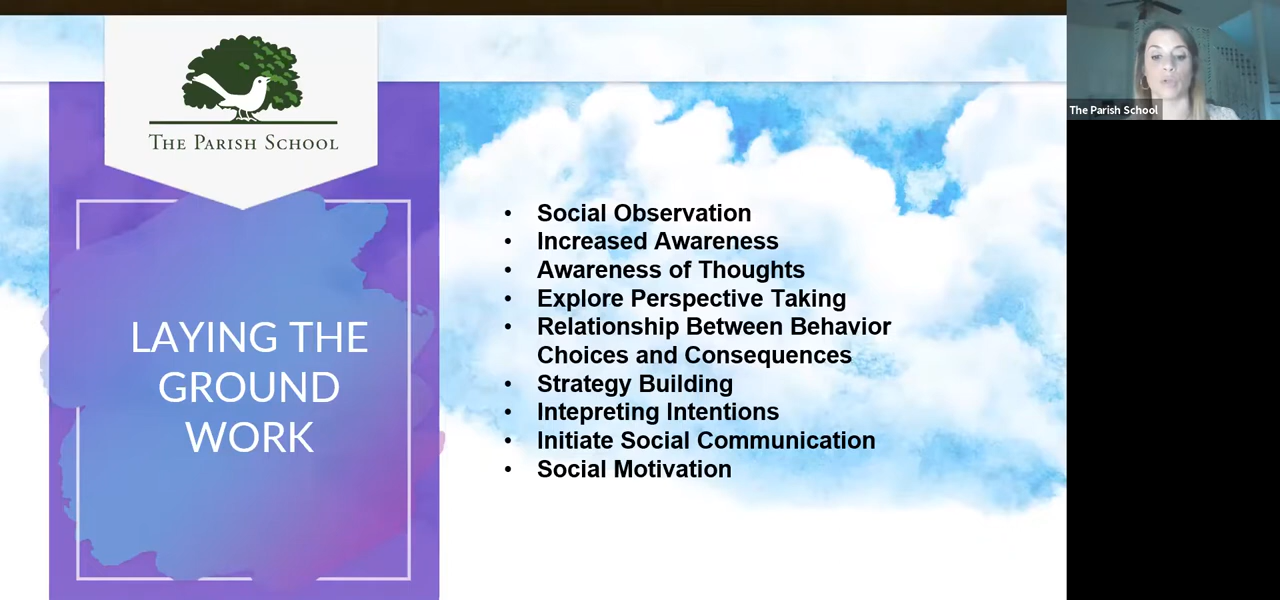 THE PARISH SCHOOL
LAYING THE
GROUND
WORK
• Social Observation
• Increased Awareness
• Awareness of Thoughts
• Explore Perspective Taking
• Relationship Between Behavior
Choices and Consequences
• Strategy Building
• Intepreting Intentions
• Initiate Social Communication
• Social Motivation
The Parish School